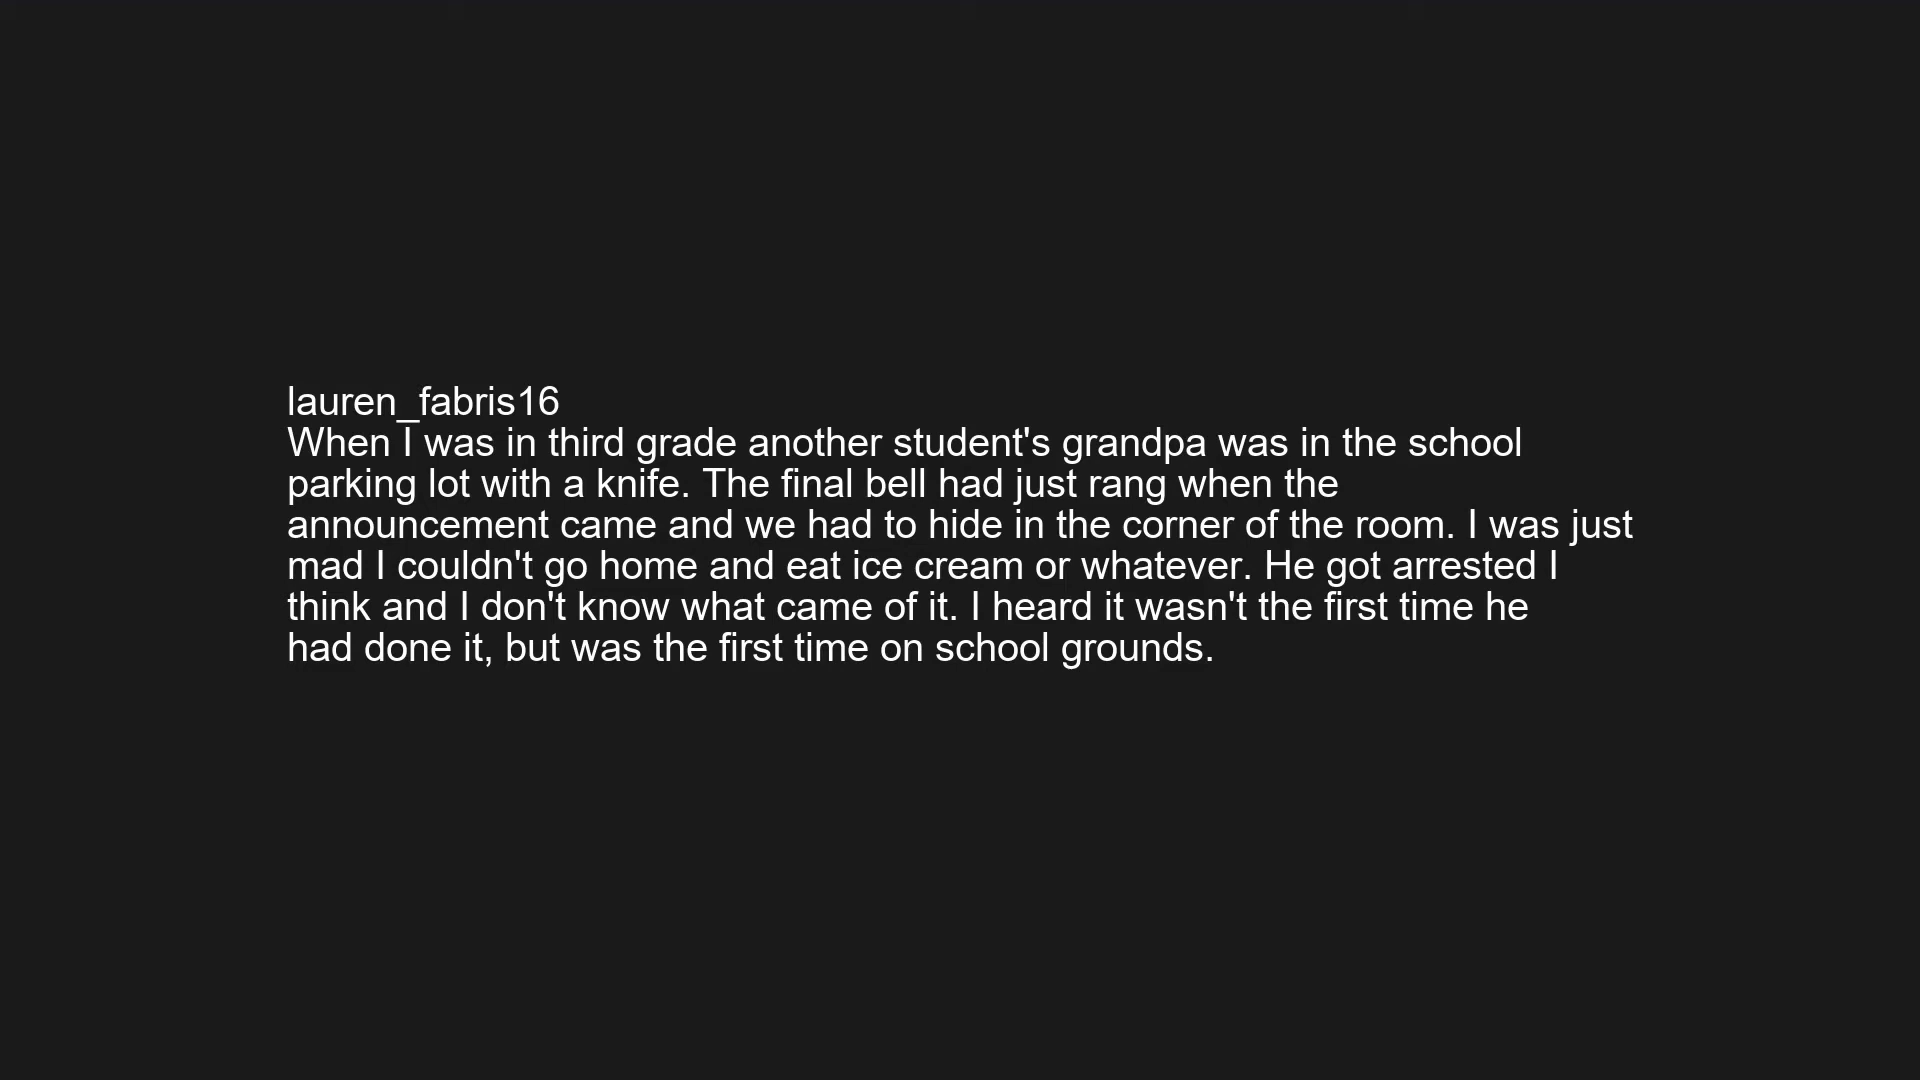 lauren_fabris16
When I was in third grade another student's grandpa was in the school
parking lot with a knife. The final bell had just rang when the
announcement came and we had to hide in the corner of the room. I was just
mad I couldn't go home and eat ice cream or whatever. He got arrested I
think and I don't know what came of it. I heard it wasn't the first time he
had done it, but was the first time on school grounds.